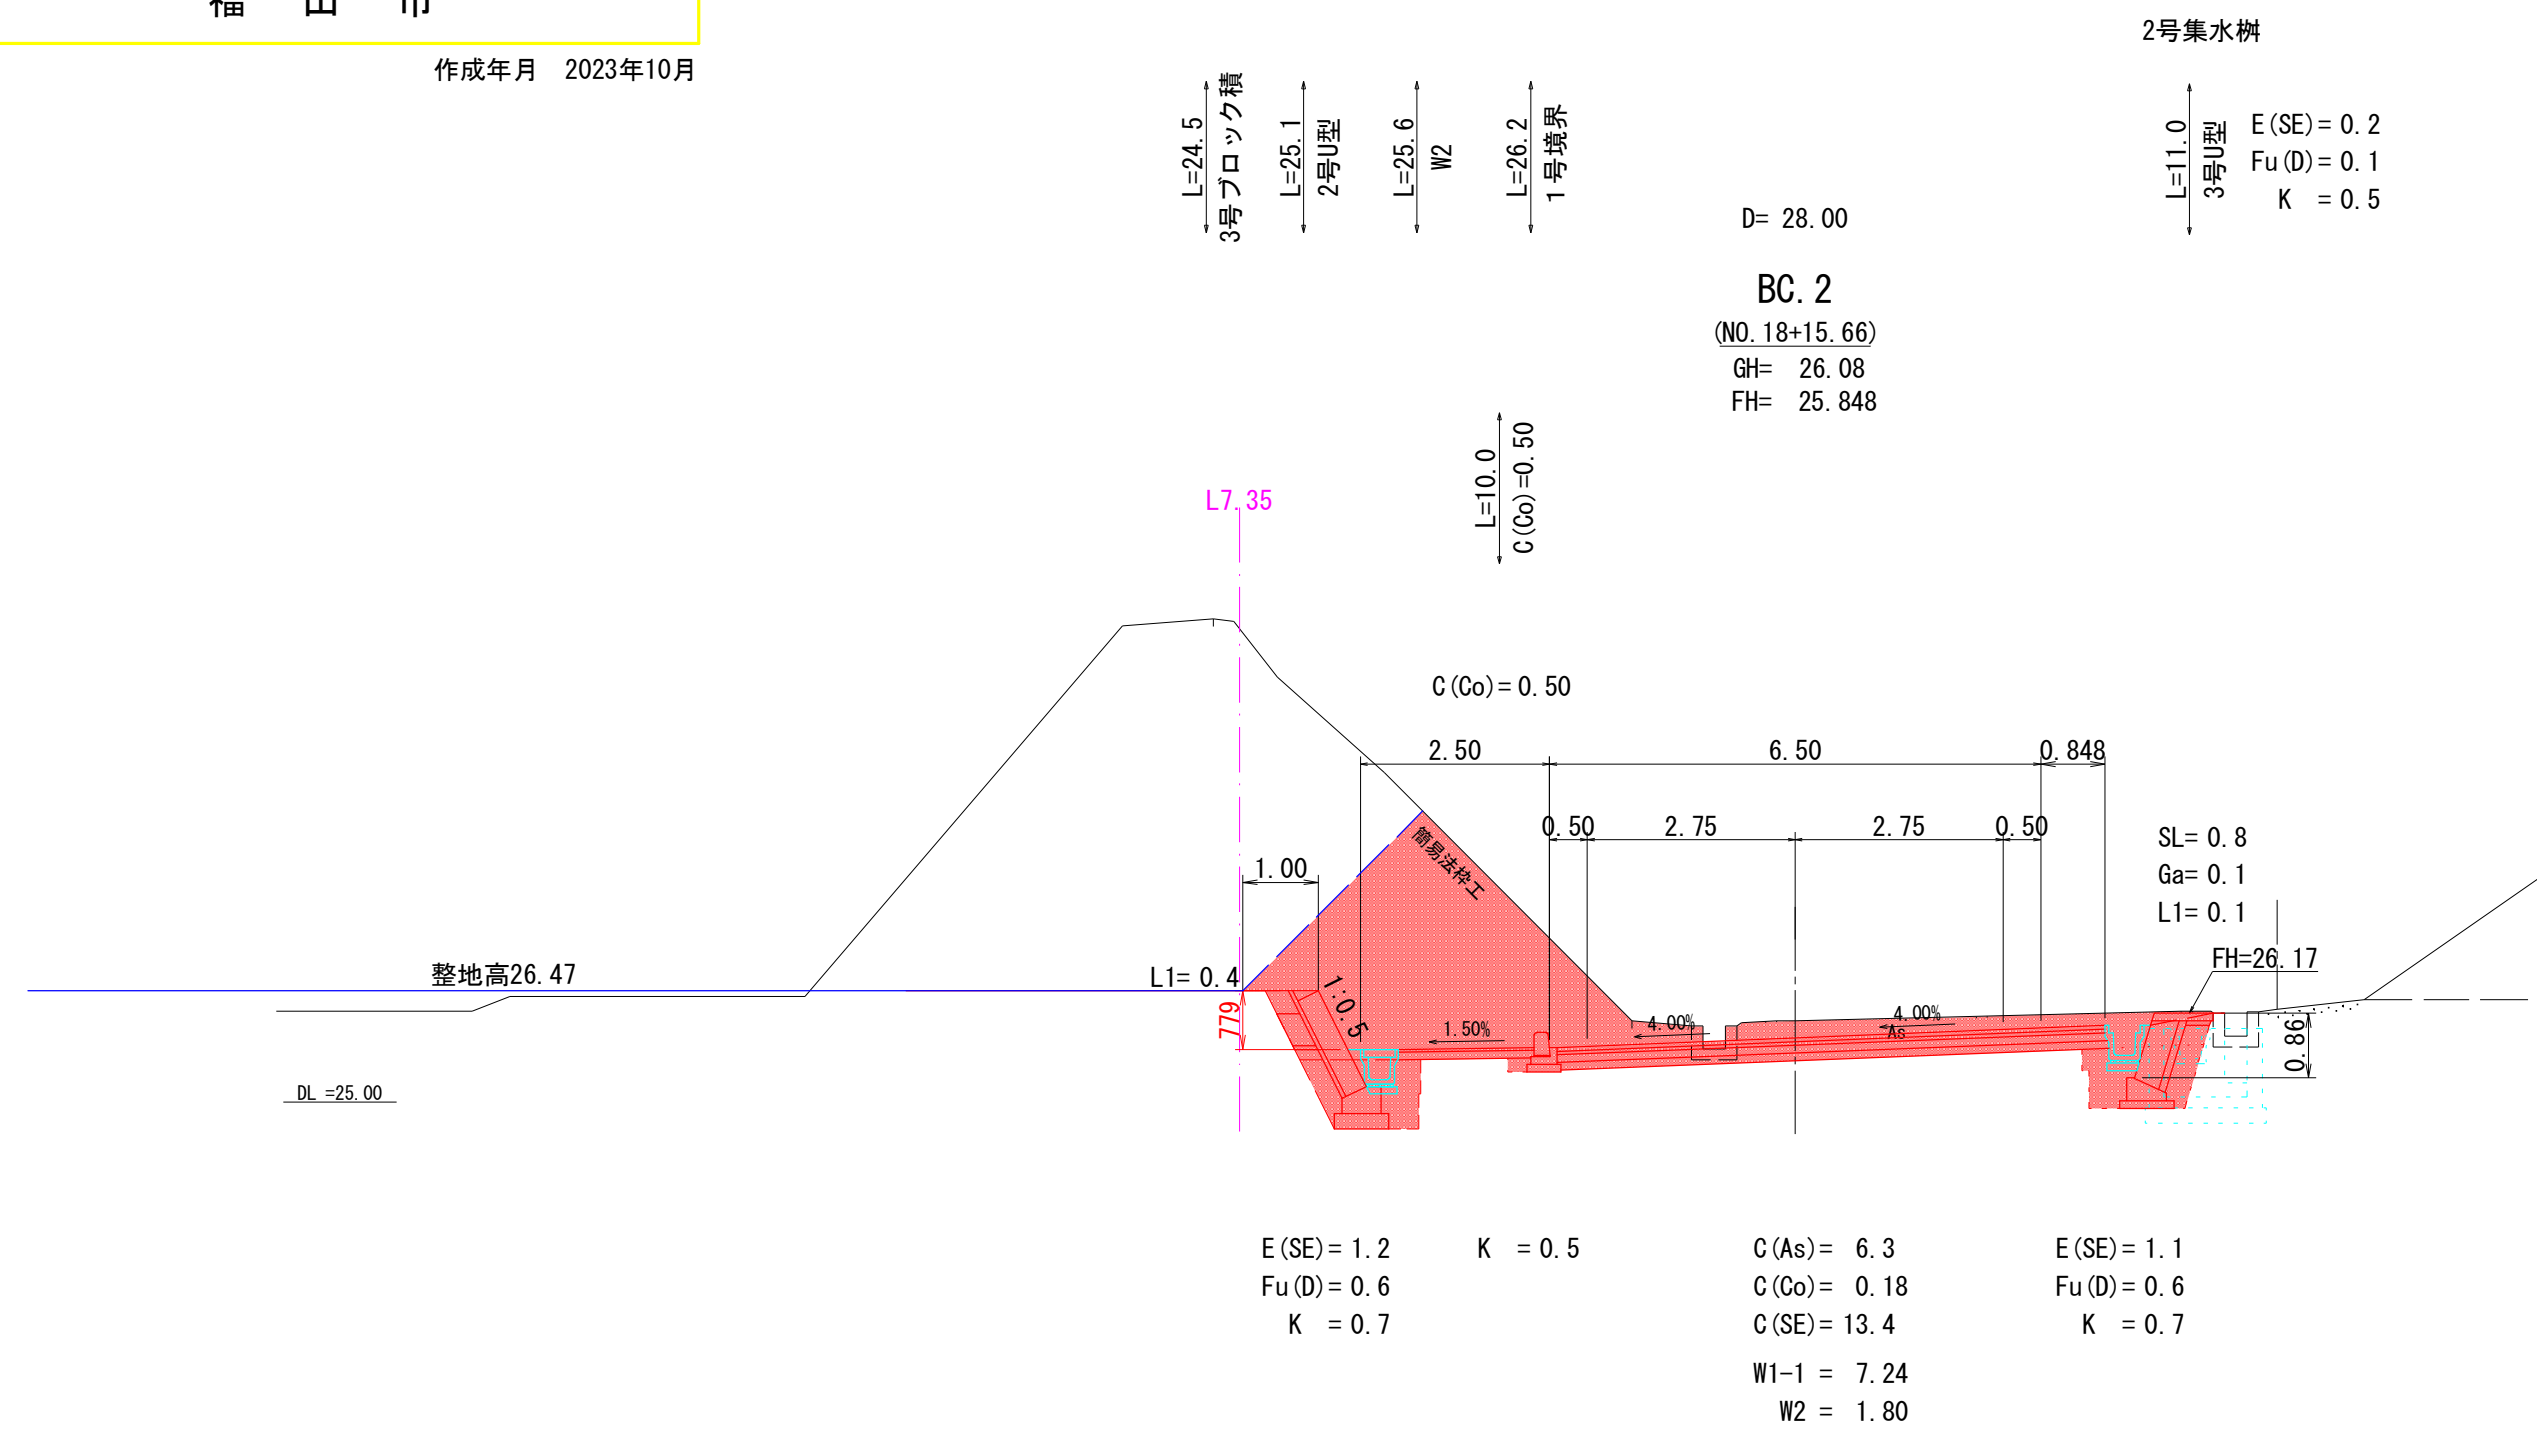 作成年月　2023年10月
2号集水桝
L=24.5
3号ブロック積
L=25.1
2号U型
L=25.6
W2
L=26.2
1号境界
L=11.0
3号U型
E(SE)= 0.2
Fu(D)= 0.1
K = 0.5
D= 28.00
BC.2
(NO.18+15.66)
GH= 26.08
FH= 25.848
L=10.0
C(Co)=0.50
L7.35
C(Co)= 0.50
2.50
6.50
0.848
0.50
2.75
2.75
0.50
1.00
簡易法枠工
SL= 0.8
Ga= 0.1
L1= 0.1
FH=26.17
整地高26.47
L1= 0.4
779
1:0.5
1.50%
4.00%
4.00%
As
0.86
DL =25.00
E(SE)= 1.2
Fu(D)= 0.6
K = 0.7
K = 0.5
C(As)= 6.3
C(Co)= 0.18
C(SE)= 13.4
W1-1 = 7.24
W2 = 1.80
E(SE)= 1.1
Fu(D)= 0.6
K = 0.7